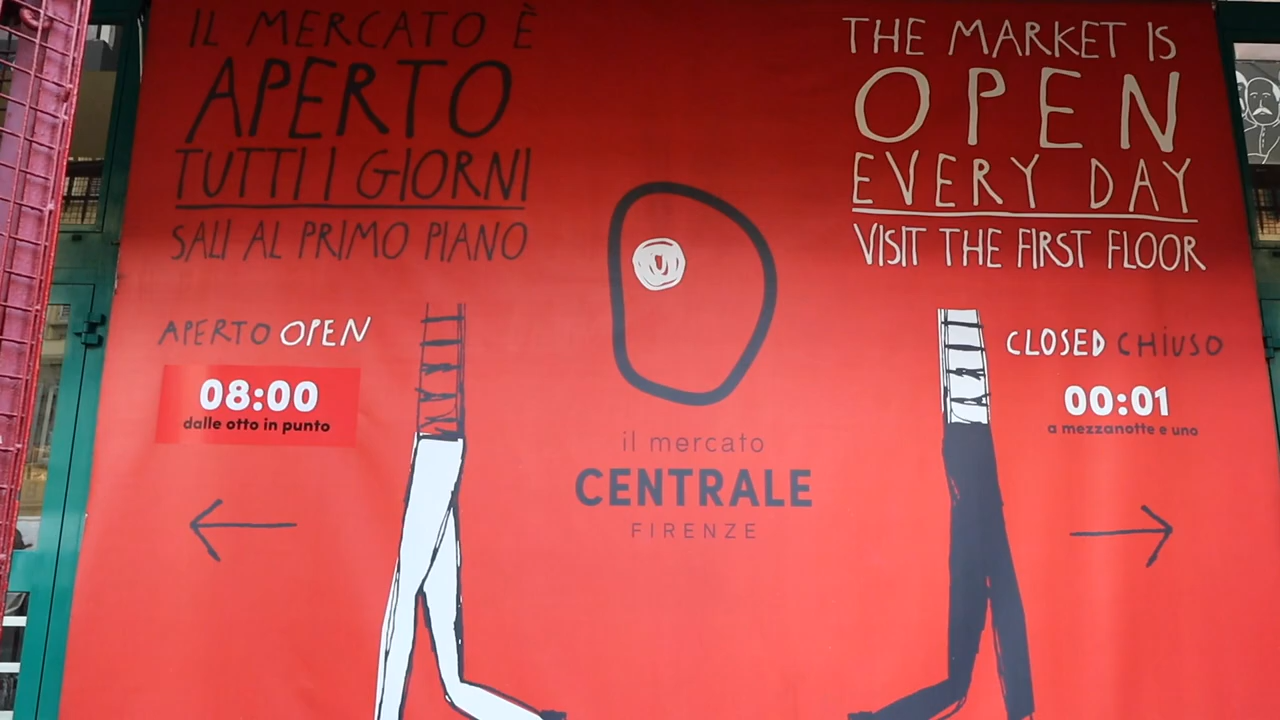 IL MERCATO È
APERTO
TUTTI I GIORNI
SALI AL PRIMO PIANO
THE MARKET IS
OPEN
EVERY DAY
VISIT THE FIRST FLOOR
APERTO OPEN
08:00
dalle otto in punto
CLOSED CHiUSO
00:01
a mezzanotte e uno
il mercato
CENTRALE
FIRENZE